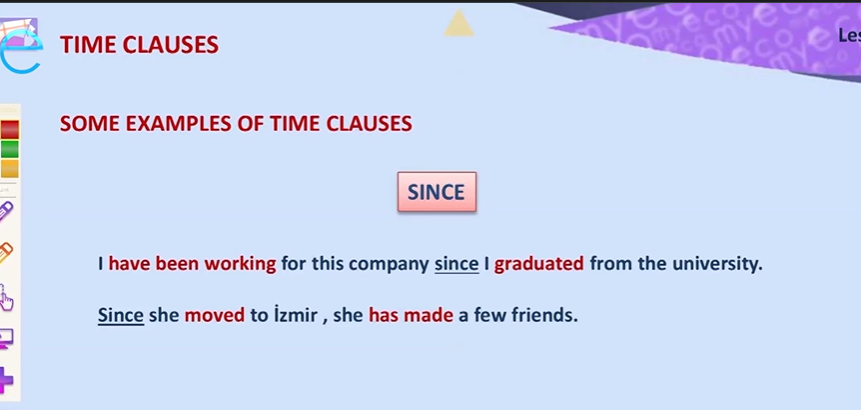 Les
TIME CLAUSES
SOME EXAMPLES OF TIME CLAUSES
SINCE
I have been working for this company since I graduated from the university.
Since she moved to İzmir , she has made a few friends.